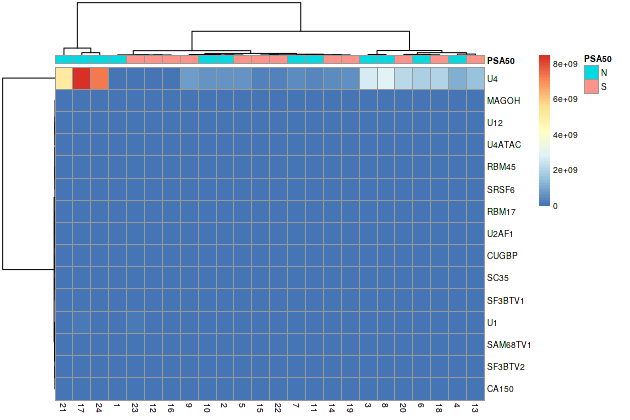 PSA50
U4
MAGOH
U12
U4ATAC
RBM45
SRSF6
RBM17
U2AF1
CUGBP
SC35
SF3BTV1
U1
SAM68TV1
SF3BTV2
CA150
21 17 24 1 23 12 16 9 10 2 5 15 22 7 11 14 19 3 8 20 6 18 4 13
8e+09
6e+09
4e+09
2e+09
0
PSA50
N
S